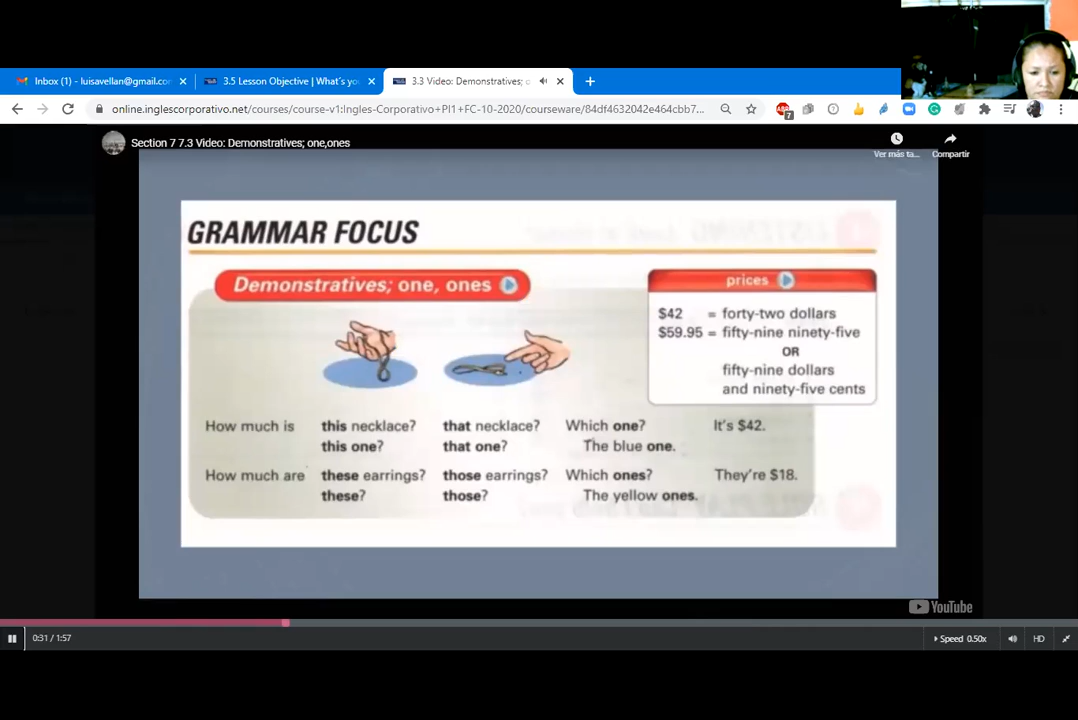 Inbox (1) - luisavellan@gmail.com
3.5 Lesson Objective | What's yo
3.3 Video: Demonstratives; o
online.inglescorporativo.net/courses/course-v1:Ingles-Corporativo+PI1+FC-10-2020/courseware/84df4632042e464cbb7...
7
Section 7 7.3 Video: Demonstratives; one,ones
Ver más ta...
Compartir
GRAMMAR FOCUS
Demonstratives; one, ones
prices
$42 = forty-two dollars
$59.95 = fifty-nine ninety-five
OR
fifty-nine dollars
and ninety-five cents
How much is this necklace? that necklace? Which one? It's $42.
this one? that one? The blue one.
How much are these earrings? those earrings? Which ones? They're $18.
these? those? The yellow ones.
YouTube
0:31 / 1:57
Speed 0.50x
HD